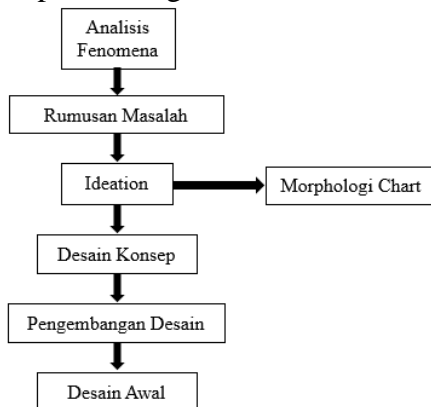 Analisis
Fenomena
Rumusan Masalah
Ideation
Morphologi Chart
Desain Konsep
Pengembangan Desain
Desain Awal